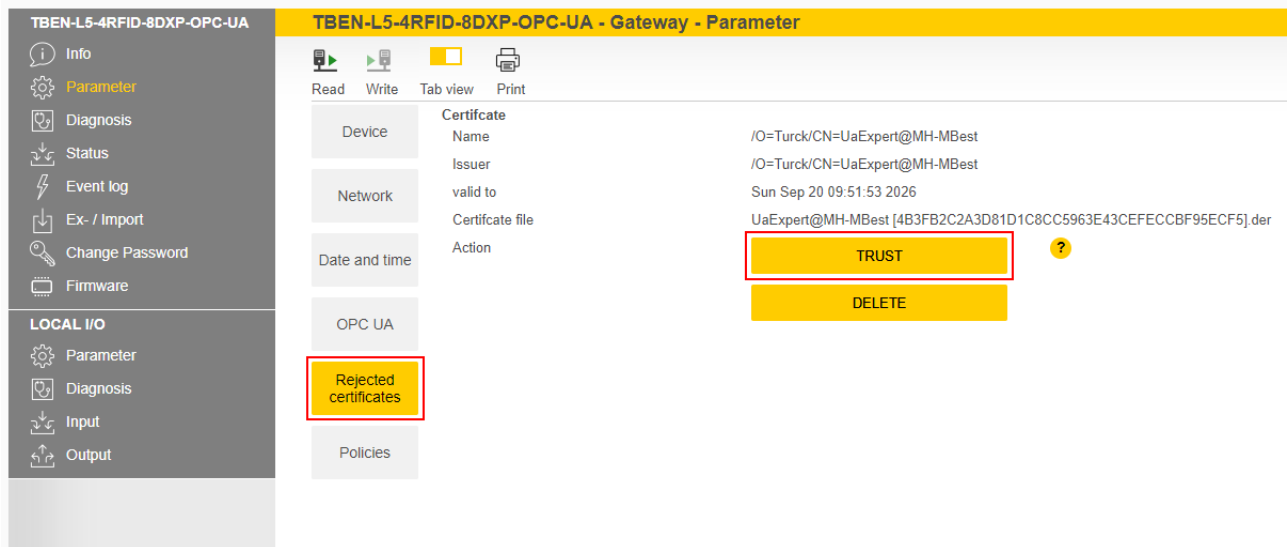 TBEN-L5-4RFID-8DXP-OPC-UA
Info
Parameter
Diagnosis
Status
Event log
Ex- / Import
Change Password
Firmware
LOCAL I/O
Parameter
Diagnosis
Input
Output
TBEN-L5-4RFID-8DXP-OPC-UA - Gateway - Parameter
Read Write Tab view Print
Device
Network
Date and time
OPC UA
Rejected
certificates
Policies
Certifcate
Name /O=Turck/CN=UaExpert@MH-MBest
Issuer /O=Turck/CN=UaExpert@MH-MBest
valid to Sun Sep 20 09:51:53 2026
Certifcate file UaExpert@MH-MBest [4B3FB2C2A3D81D1C8CC5963E43CEFECCBF95ECF5].der
Action TRUST ?
DELETE